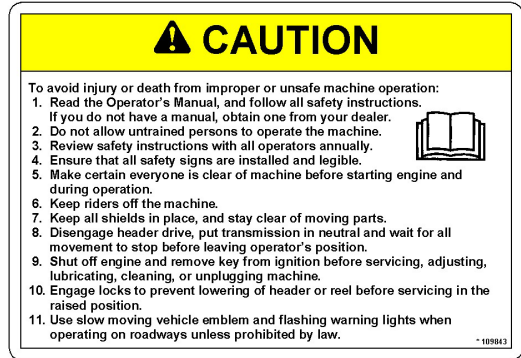 CAUTION
To avoid injury or death from improper or unsafe machine operation:
1. Read the Operator's Manual, and follow all safety instructions.
If you do not have a manual, obtain one from your dealer.
2. Do not allow untrained persons to operate the machine.
3. Review safety instructions with all operators annually.
4. Ensure that all safety signs are installed and legible.
5. Make certain everyone is clear of machine before starting engine and
during operation.
6. Keep riders off the machine.
7. Keep all shields in place, and stay clear of moving parts.
8. Disengage header drive, put transmission in neutral and wait for all
movement to stop before leaving operator's position.
9. Shut off engine and remove key from ignition before servicing, adjusting,
lubricating, cleaning, or unplugging machine.
10. Engage locks to prevent lowering of header or reel before servicing in the
raised position.
11. Use slow moving vehicle emblem and flashing warning lights when
operating on roadways unless prohibited by law.
* 109843